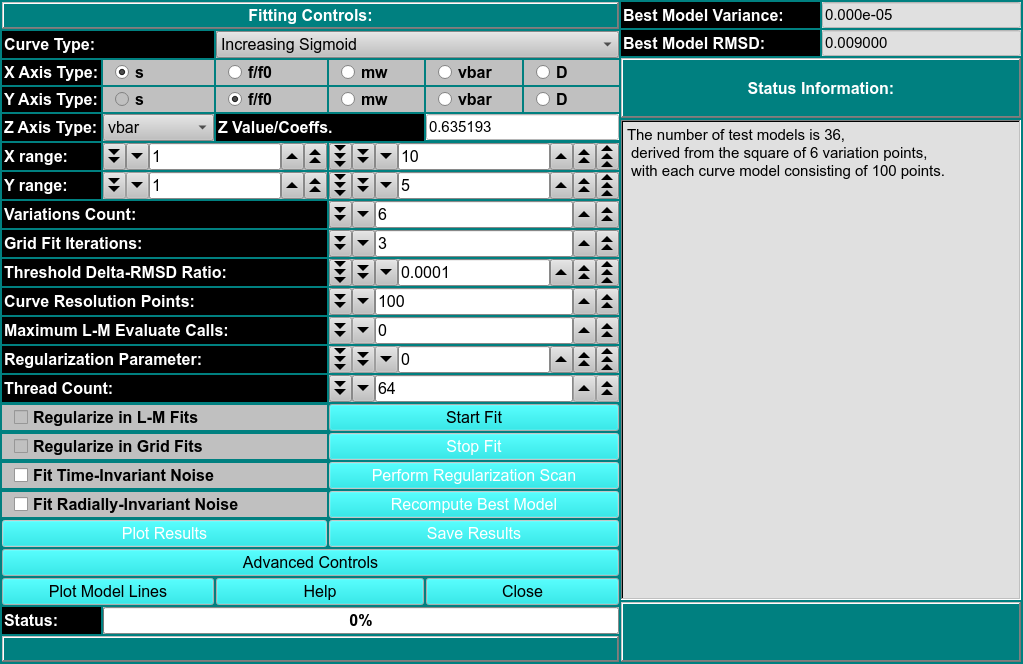 Fitting Controls:
Curve Type: Increasing Sigmoid
X Axis Type: s f/f0 mw vbar D
Y Axis Type: s f/f0 mw vbar D
Z Axis Type: vbar Z Value/Coeffs. 0.635193
X range: 1 10
Y range: 1 5
Variations Count: 6
Grid Fit Iterations: 3
Threshold Delta-RMSD Ratio: 0.0001
Curve Resolution Points: 100
Maximum L-M Evaluate Calls: 0
Regularization Parameter: 0
Thread Count: 64
Regularize in L-M Fits Start Fit
Regularize in Grid Fits Stop Fit
Fit Time-Invariant Noise Perform Regularization Scan
Fit Radially-Invariant Noise Recompute Best Model
Plot Results Save Results
Advanced Controls
Plot Model Lines Help Close
Status: 0%
Best Model Variance: 0.000e-05
Best Model RMSD: 0.009000
Status Information:
The number of test models is 36,
derived from the square of 6 variation points,
with each curve model consisting of 100 points.